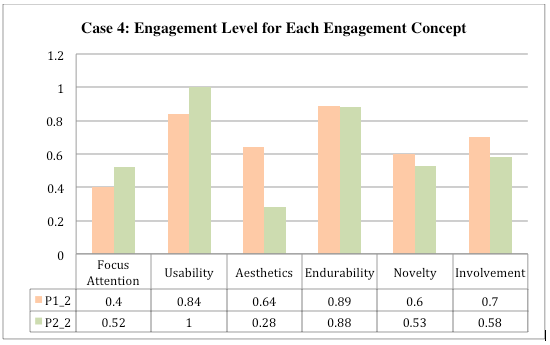 Case 4: Engagement Level for Each Engagement Concept
1.2
1
0.8
0.6
0.4
0.2
0
Focus Attention Usability Aesthetics Endurability Novelty Involvement
P1_2 0.4 0.84 0.64 0.89 0.6 0.7
P2_2 0.52 1 0.28 0.88 0.53 0.58